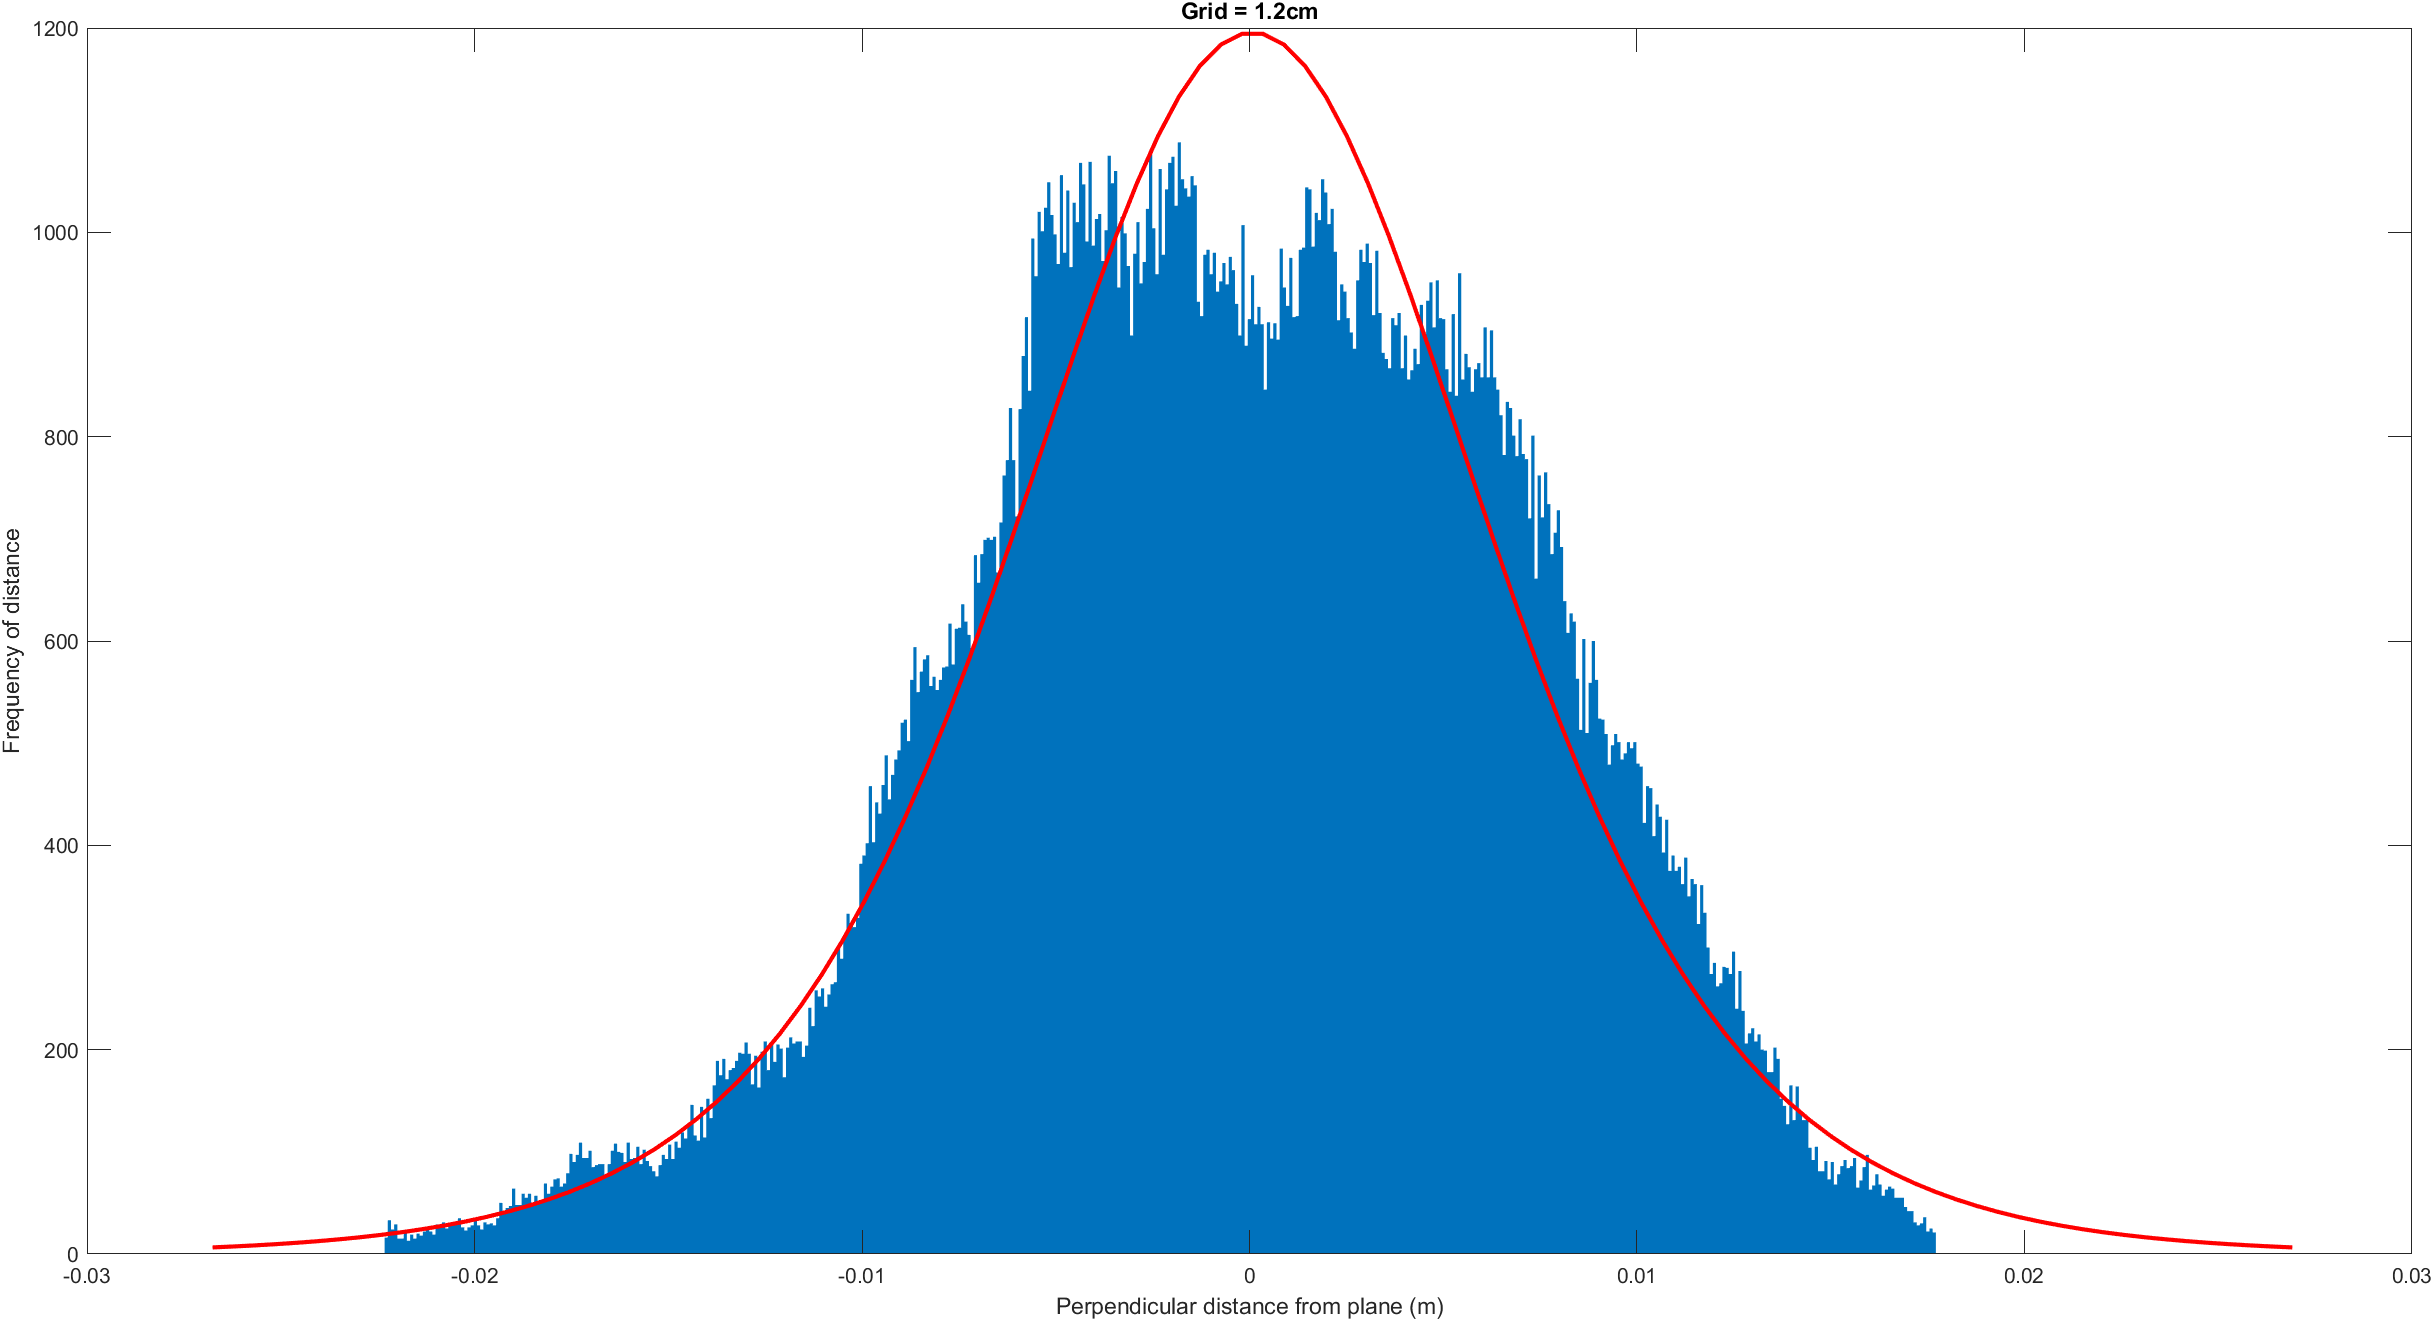 Grid = 1.2cm
1200
1000
800
600
400
200
0
Frequency of distance
-0.03 -0.02 -0.01 0 0.01 0.02 0.03
Perpendicular distance from plane (m)